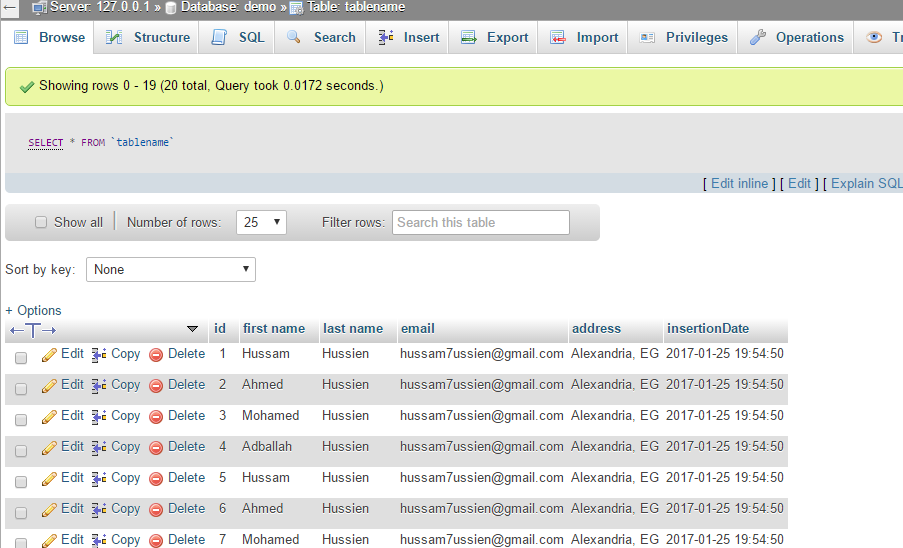 Server: 127.0.0.1 » Database: demo » Table: tablename
Browse Structure SQL Search Insert Export Import Privileges Operations
Showing rows 0 - 19 (20 total, Query took 0.0172 seconds.)
SELECT * FROM `tablename`
[ Edit inline ] [ Edit ] [ Explain SQL
Show all Number of rows: 25 Filter rows: Search this table
Sort by key: None
+ Options
←T→ id first name last name email address insertionDate
Edit Copy Delete 1 Hussam Hussien hussam7ussien@gmail.com Alexandria, EG 2017-01-25 19:54:50
Edit Copy Delete 2 Ahmed Hussien hussam7ussien@gmail.com Alexandria, EG 2017-01-25 19:54:50
Edit Copy Delete 3 Mohamed Hussien hussam7ussien@gmail.com Alexandria, EG 2017-01-25 19:54:50
Edit Copy Delete 4 Adballah Hussien hussam7ussien@gmail.com Alexandria, EG 2017-01-25 19:54:50
Edit Copy Delete 5 Hussam Hussien hussam7ussien@gmail.com Alexandria, EG 2017-01-25 19:54:50
Edit Copy Delete 6 Ahmed Hussien hussam7ussien@gmail.com Alexandria, EG 2017-01-25 19:54:50
Edit Copy Delete 7 Mohamed Hussien hussam7ussien@gmail.com Alexandria, EG 2017-01-25 19:54:50